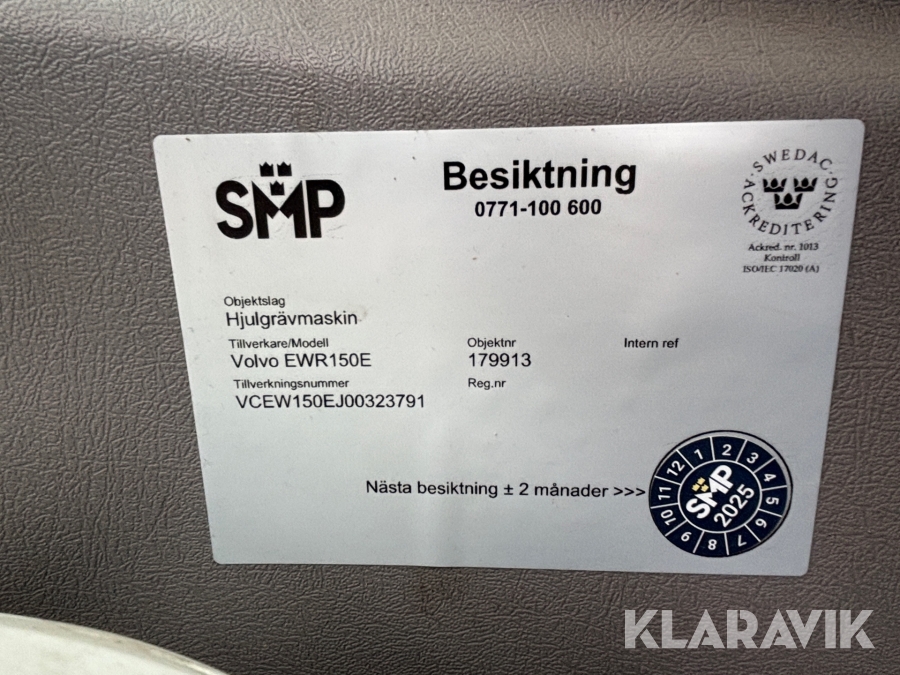 SMP
Besiktning
0771-100 600
SWEDAC
ACKREDITERING
Ackred. nr. 1013
Kontroll
ISO/IEC 17020 (A)
Objektslag
Hjulgrävmaskin
Tillverkare/Modell
Objektnr
Intern ref
Volvo EWR150E
179913
Tillverkningsnummer
Reg.nr
VCEW150EJ00323791
Nästa besiktning ± 2 månader >>>
1 2 3 4 5 6 7 8 9 10 11 12
SMP
2025
KLARAVIK